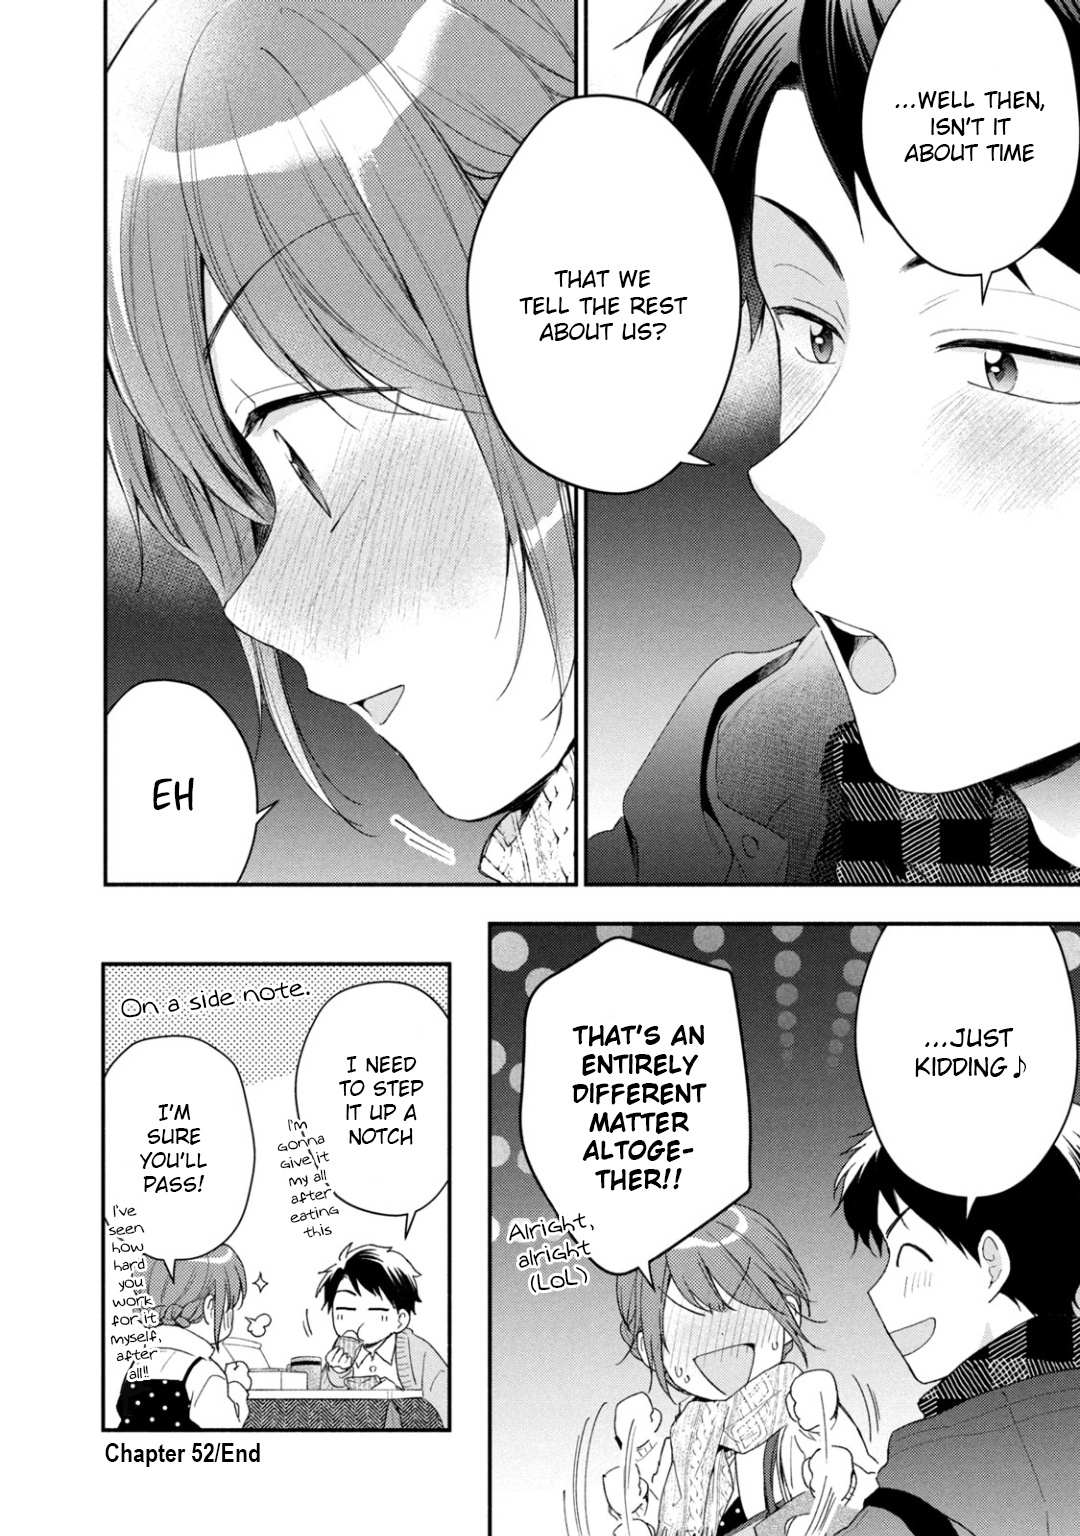 ...WELL THEN,
ISN'T IT
ABOUT TIME
THAT WE
TELL THE REST
ABOUT US?
EH
...JUST
KIDDING♪
THAT'S AN
ENTIRELY
DIFFERENT
MATTER
ALTOGE-
THER!!
Alright,
alright
(LOL)
On a side note.
I NEED
TO STEP
IT UP A
NOTCH
I'm
gonna
give it
my all
after
eating
this
I'M
SURE
YOU'LL
PASS!
I've
seen
how
hard
you
work
for it
myself,
after
all!!
Chapter 52/End